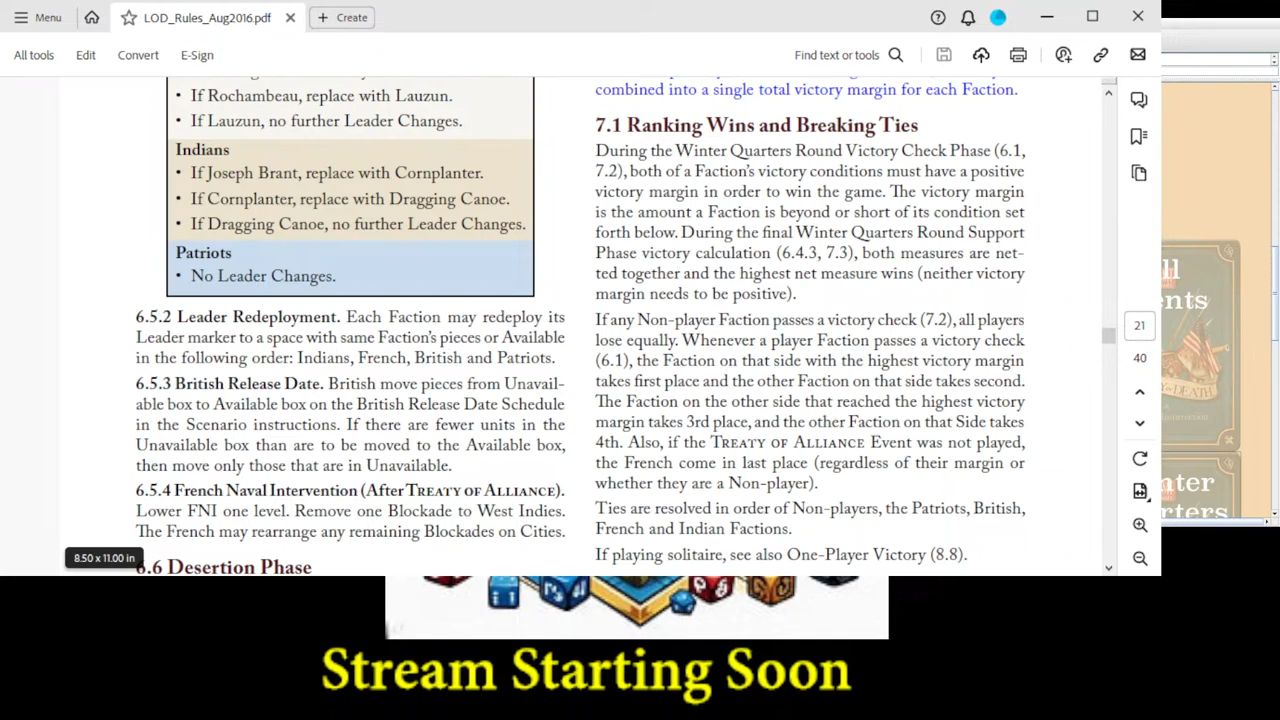 Menu
LOD_Rules_Aug2016.pdf
Create
All tools
Edit
Convert
E-Sign
Find text or tools
• If Rochambeau, replace with Lauzun.
• If Lauzun, no further Leader Changes.
Indians
• If Joseph Brant, replace with Cornplanter.
• If Cornplanter, replace with Dragging Canoe.
• If Dragging Canoe, no further Leader Changes.
Patriots
• No Leader Changes.
6.5.2 Leader Redeployment. Each Faction may redeploy its
Leader marker to a space with same Faction's pieces or Available
in the following order: Indians, French, British and Patriots.
6.5.3 British Release Date. British move pieces from Unavail-
able box to Available box on the British Release Date Schedule
in the Scenario instructions. If there are fewer units in the
Unavailable box than are to be moved to the Available box,
then move only those that are in Unavailable.
6.5.4 French Naval Intervention (After TREATY OF ALLIANCE).
Lower FNI one level. Remove one Blockade to West Indies.
The French may rearrange any remaining Blockades on Cities.
8.50 x 11.00 in
6.6 Desertion Phase
combined into a single total victory margin for each Faction.
7.1 Ranking Wins and Breaking Ties
During the Winter Quarters Round Victory Check Phase (6.1,
7.2), both of a Faction's victory conditions must have a positive
victory margin in order to win the game. The victory margin
is the amount a Faction is beyond or short of its condition set
forth below. During the final Winter Quarters Round Support
Phase victory calculation (6.4.3, 7.3), both measures are net-
ted together and the highest net measure wins (neither victory
margin needs to be positive).
If any Non-player Faction passes a victory check (7.2), all players
lose equally. Whenever a player Faction passes a victory check
(6.1), the Faction on that side with the highest victory margin
takes first place and the other Faction on that side takes second.
The Faction on the other side that reached the highest victory
margin takes 3rd place, and the other Faction on that Side takes
4th. Also, if the TREATY OF ALLIANCE Event was not played,
the French come in last place (regardless of their margin or
whether they are a Non-player).
Ties are resolved in order of Non-players, the Patriots, British,
French and Indian Factions.
If playing solitaire, see also One-Player Victory (8.8).
21
40
Stream Starting Soon